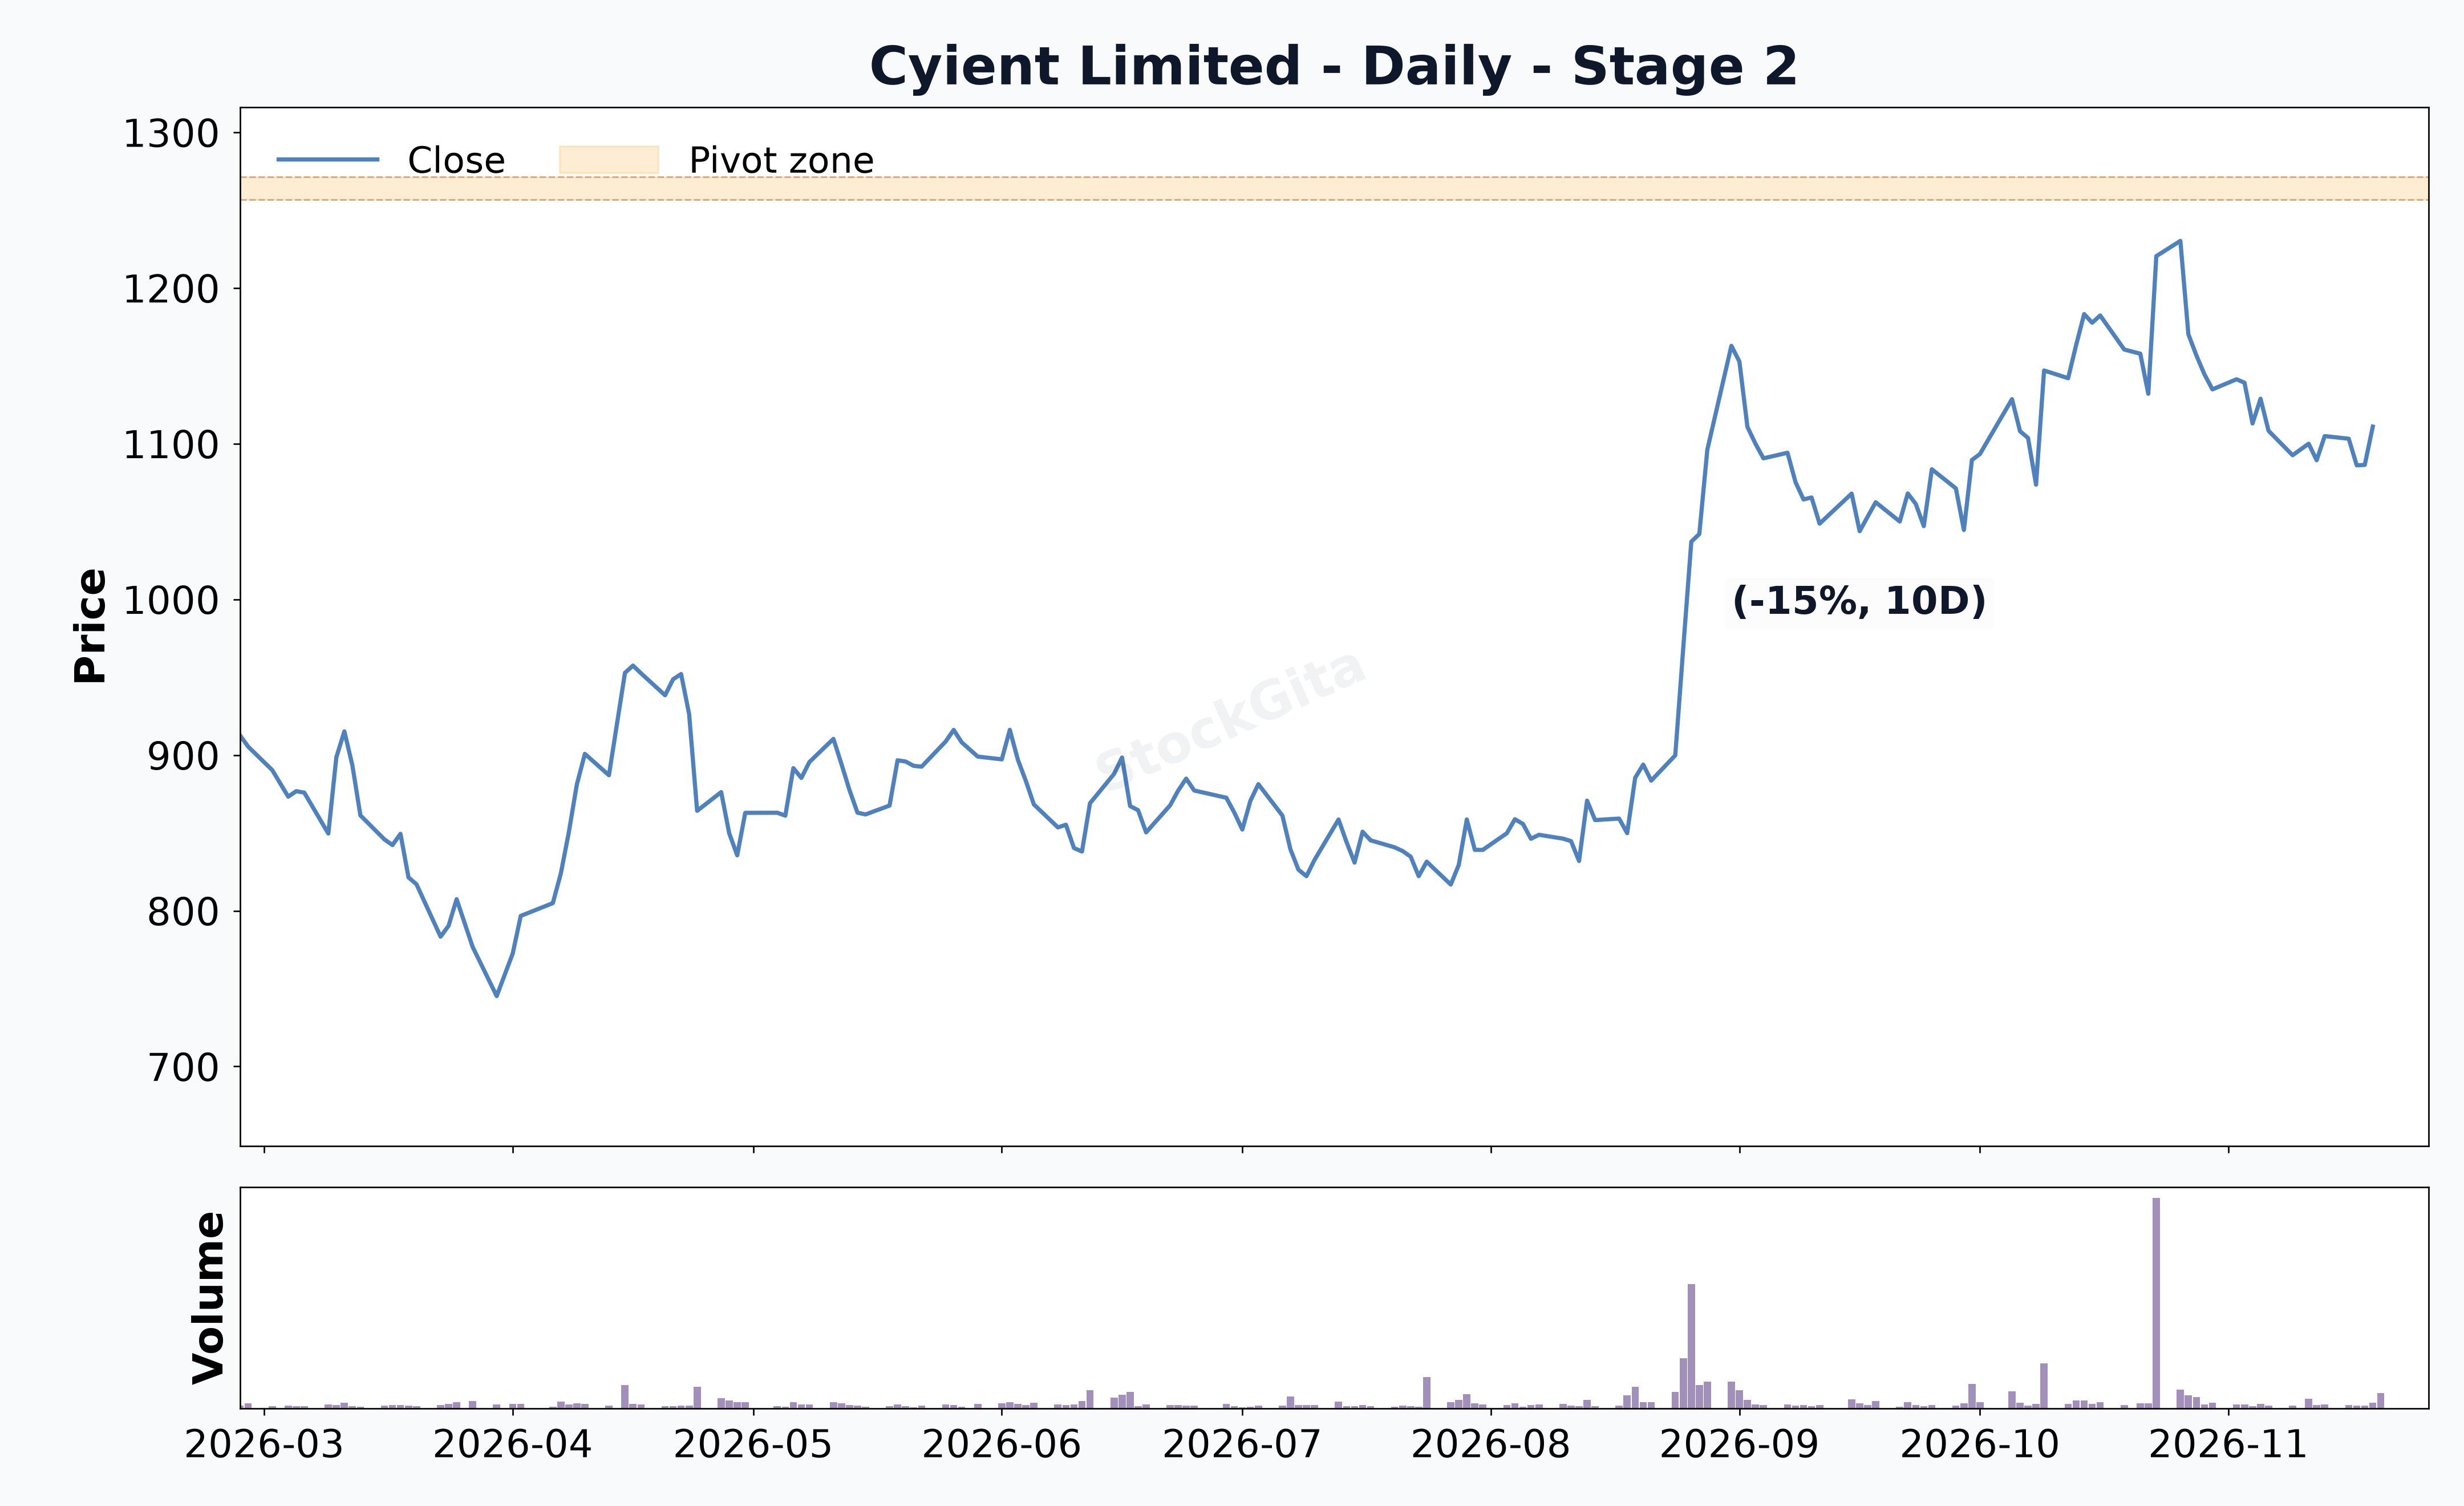 Cyient Limited - Daily - Stage 2
Close
Pivot zone
Price
1300
1200
1100
1000
900
800
700
(-15%, 10D)
StockGita
Volume
2026-03
2026-04
2026-05
2026-06
2026-07
2026-08
2026-09
2026-10
2026-11